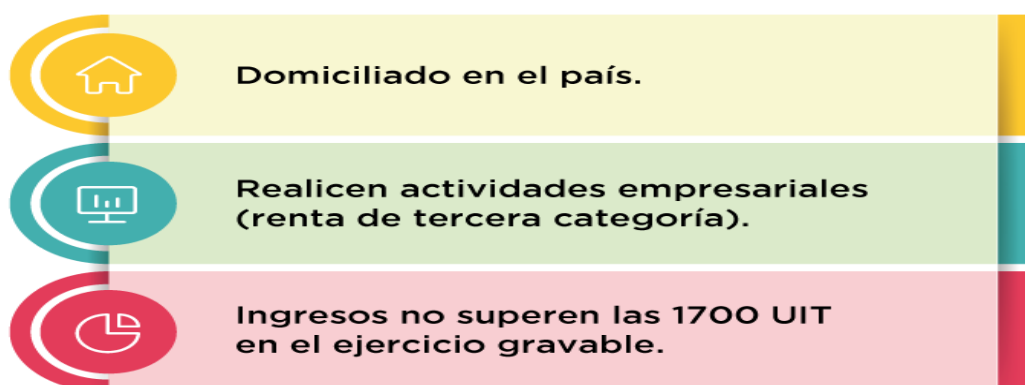 Domiciliado en el país.
Realicen actividades empresariales
(renta de tercera categoría).
Ingresos no superen las 1700 UIT
en el ejercicio gravable.